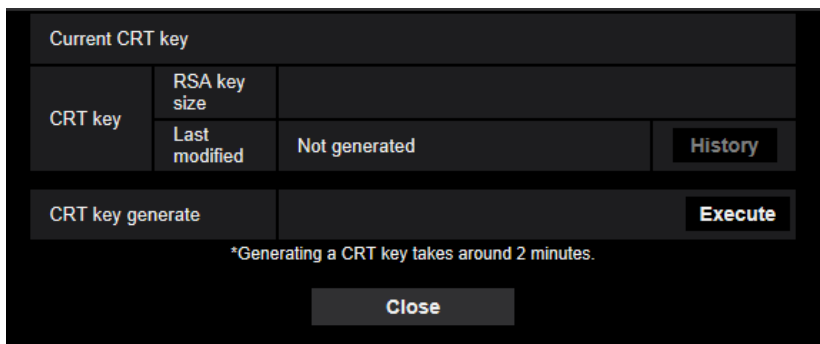 Current CRT key
CRT key
RSA key
size
Last
modified
Not generated
History
CRT key generate
Execute
*Generating a CRT key takes around 2 minutes.
Close